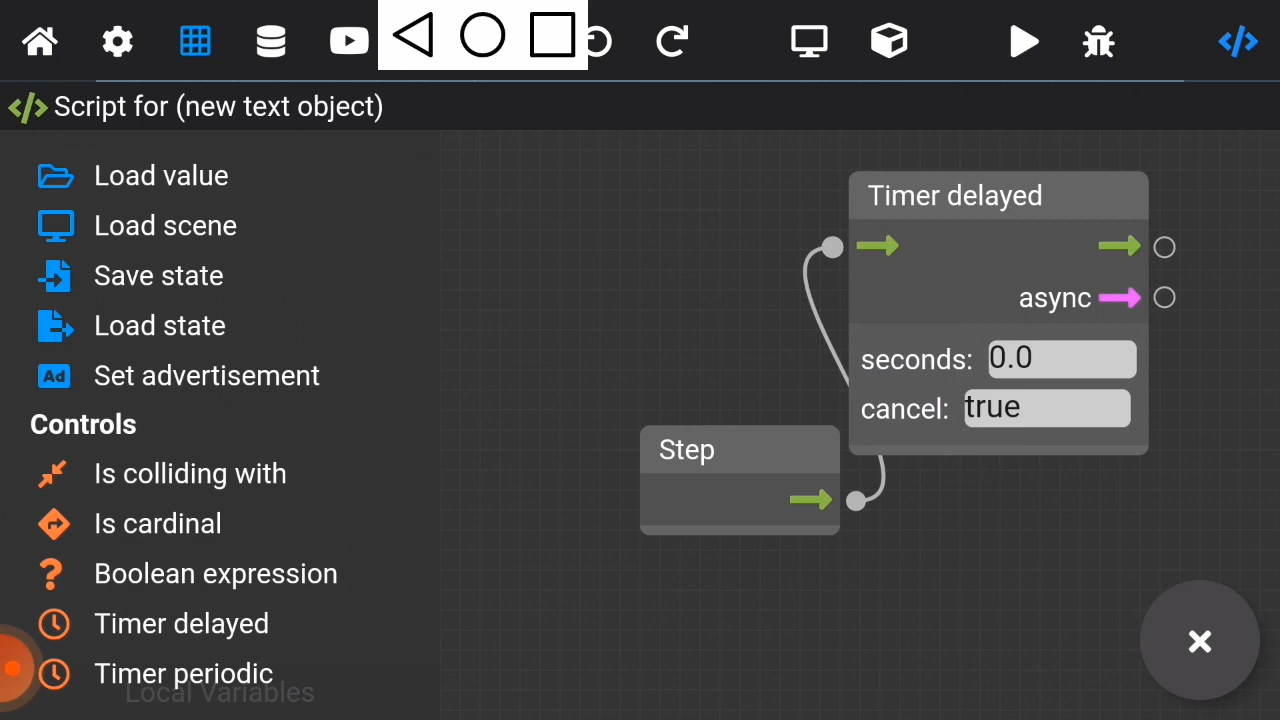 Script for (new text object)
Load value
Load scene
Save state
Load state
Ad Set advertisement
Controls
Is colliding with
Is cardinal
Boolean expression
Timer delayed
Timer periodic
Local Variables
Timer delayed
async
seconds: 0.0
cancel: true
Step